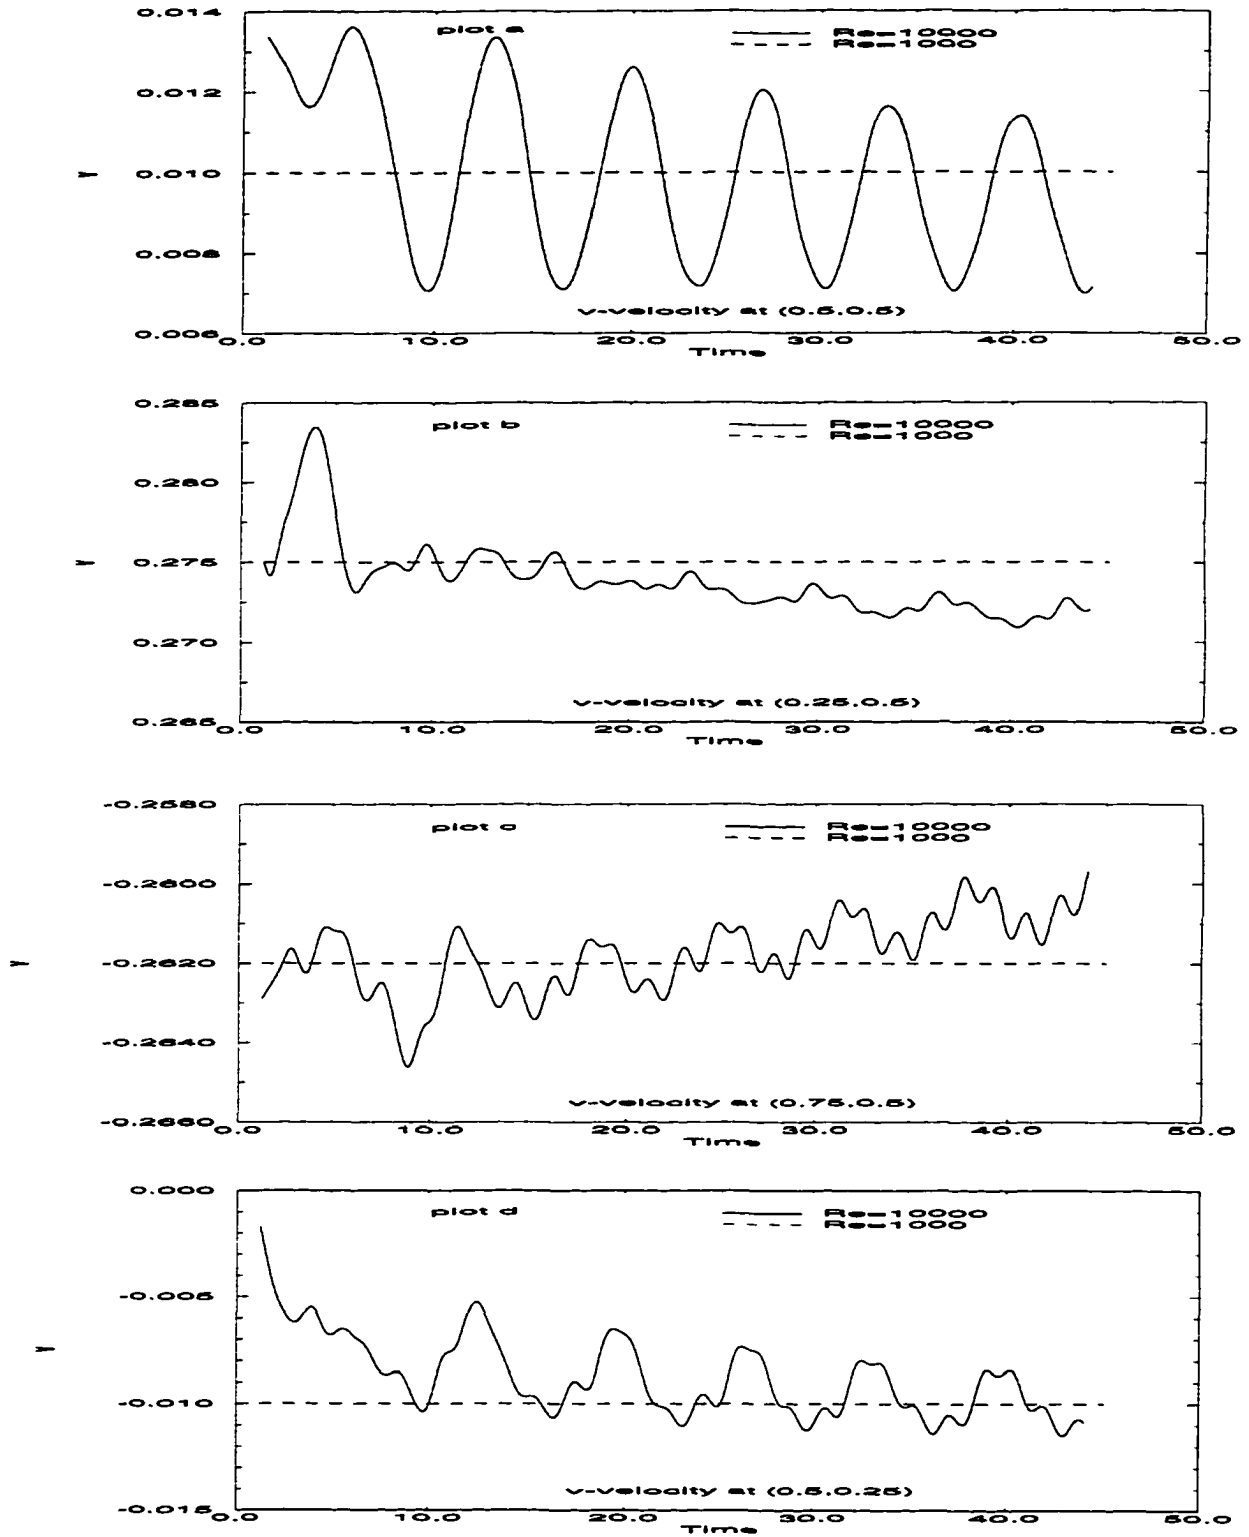 plot a
Re=10000
Re=1000
0.014
0.012
0.010
0.008
0.006
v
v-velocity at (0.5,0.5)
0.0 10.0 20.0 30.0 40.0 50.0
Time
plot b
Re=10000
Re=1000
0.285
0.280
0.275
0.270
0.265
v
v-velocity at (0.25,0.5)
0.0 10.0 20.0 30.0 40.0 50.0
Time
plot c
Re=10000
Re=1000
-0.2580
-0.2600
-0.2620
-0.2640
-0.2660
v
v-velocity at (0.75,0.5)
0.0 10.0 20.0 30.0 40.0 50.0
Time
plot d
Re=10000
Re=1000
0.000
-0.005
-0.010
-0.015
v
v-velocity at (0.5,0.25)
0.0 10.0 20.0 30.0 40.0 50.0
Time